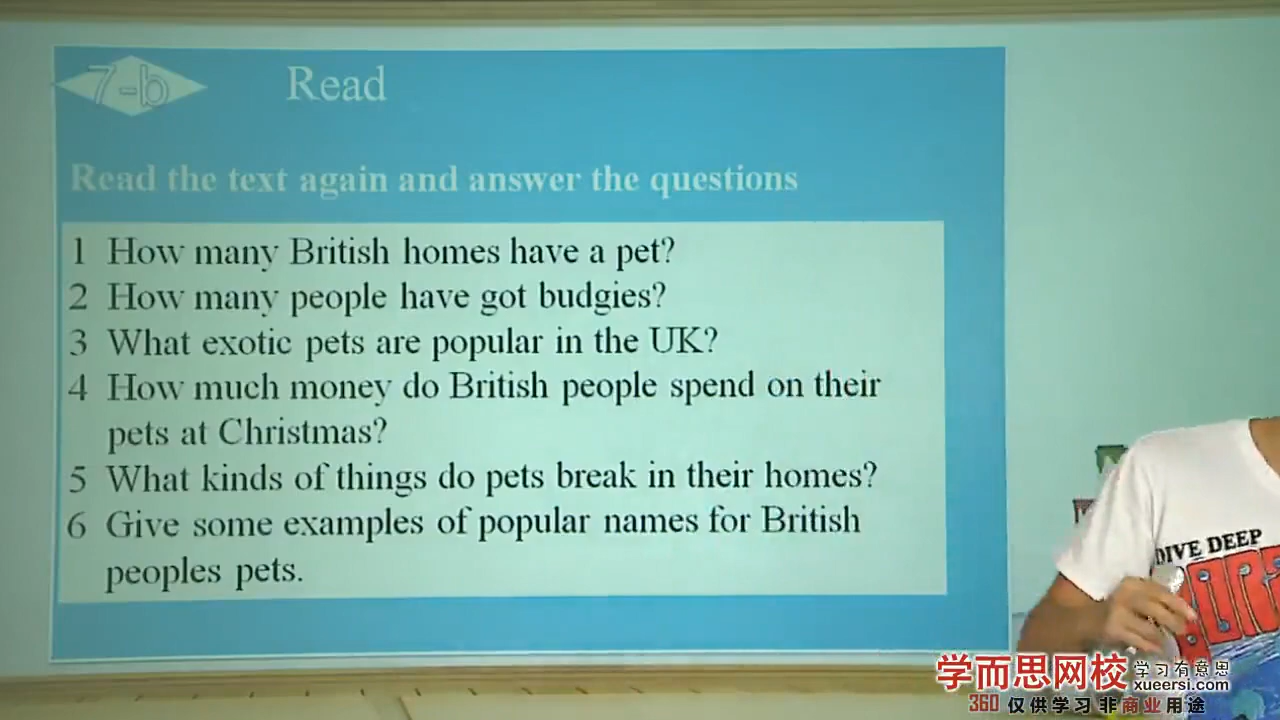 7-b Read
Read the text again and answer the questions
1 How many British homes have a pet?
2 How many people have got budgies?
3 What exotic pets are popular in the UK?
4 How much money do British people spend on their
pets at Christmas?
5 What kinds of things do pets break in their homes?
6 Give some examples of popular names for British
peoples pets.
DIVE DEEP
学而思网校 学习有意思
xueersi.com
360 仅供学习 非商业用途